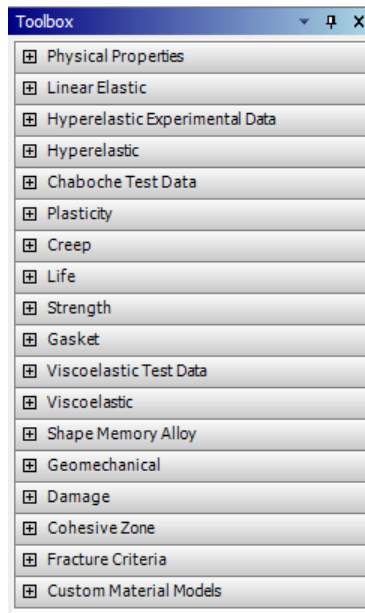 Toolbox
Physical Properties
Linear Elastic
Hyperelastic Experimental Data
Hyperelastic
Chaboche Test Data
Plasticity
Creep
Life
Strength
Gasket
Viscoelastic Test Data
Viscoelastic
Shape Memory Alloy
Geomechanical
Damage
Cohesive Zone
Fracture Criteria
Custom Material Models